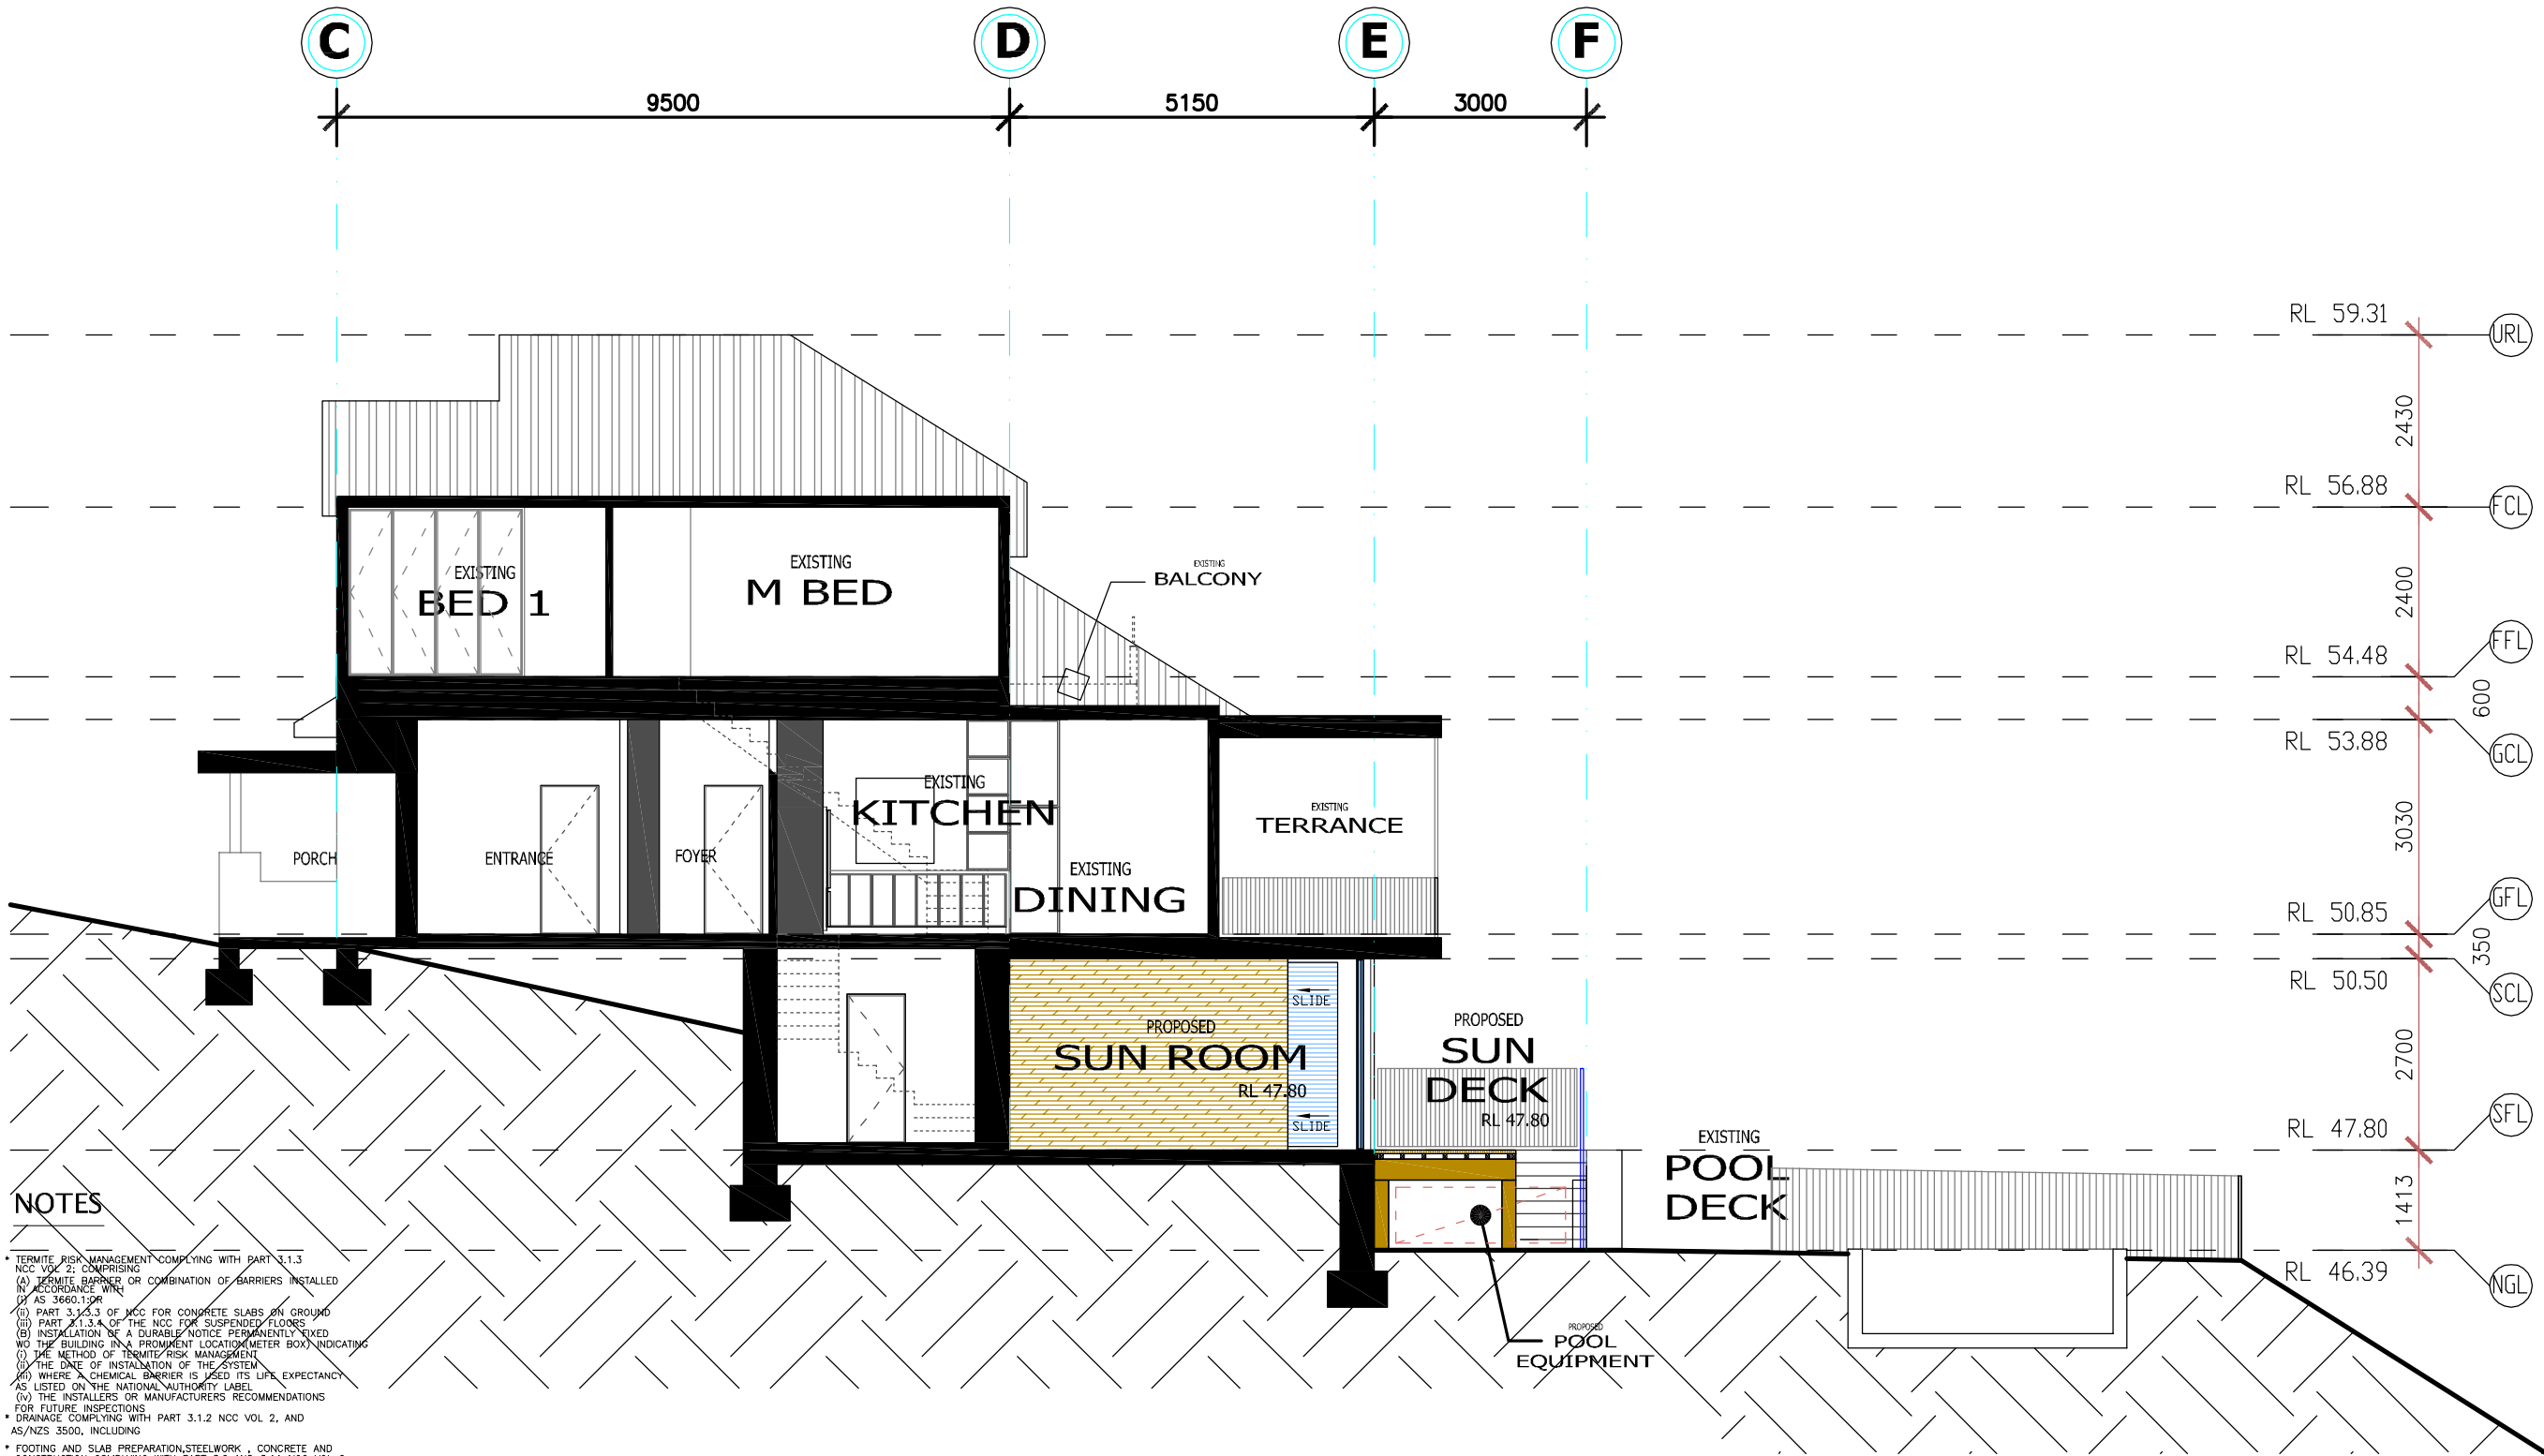 C D E F
9500 5150 3000
RL 59.31 URL
2430
RL 56.88 FCL
2400
RL 54.48 FFL
600
RL 53.88 GCL
3030
RL 50.85 GFL
350
RL 50.50 SCL
2700
RL 47.80 SFL
1413
RL 46.39 NGL
EXISTING
BED 1
EXISTING
M BED
EXISTING
BALCONY
EXISTING
KITCHEN
EXISTING
TERRANCE
PORCH
ENTRANCE
FOYER
EXISTING
DINING
SLIDE
PROPOSED
SUN ROOM
RL 47.80
SLIDE
PROPOSED
SUN
DECK
RL 47.80
EXISTING
POOL
DECK
PROPOSED
POOL
EQUIPMENT
NOTES
* TERMITE RISK MANAGEMENT COMPLYING WITH PART 3.1.3
NCC VOL 2; COMPRISING
(A) TERMITE BARRIER OR COMBINATION OF BARRIERS INSTALLED
IN ACCORDANCE WITH
(i) AS 3660.1;OR
(ii) PART 3.1.3.3 OF NCC FOR CONCRETE SLABS ON GROUND
(iii) PART 3.1.3.4 OF THE NCC FOR SUSPENDED FLOORS
(B) INSTALLATION OF A DURABLE NOTICE PERMANENTLY FIXED
WO THE BUILDING IN A PROMINENT LOCATION(METER BOX) INDICATING
(i) THE METHOD OF TERMITE RISK MANAGEMENT
(ii) THE DATE OF INSTALLATION OF THE SYSTEM
(iii) WHERE A CHEMICAL BARRIER IS USED ITS LIFE EXPECTANCY
AS LISTED ON THE NATIONAL AUTHORITY LABEL
(iv) THE INSTALLERS OR MANUFACTURERS RECOMMENDATIONS
FOR FUTURE INSPECTIONS
* DRAINAGE COMPLYING WITH PART 3.1.2 NCC VOL 2, AND
AS/NZS 3500, INCLUDING
* FOOTING AND SLAB PREPARATION,STEELWORK , CONCRETE AND